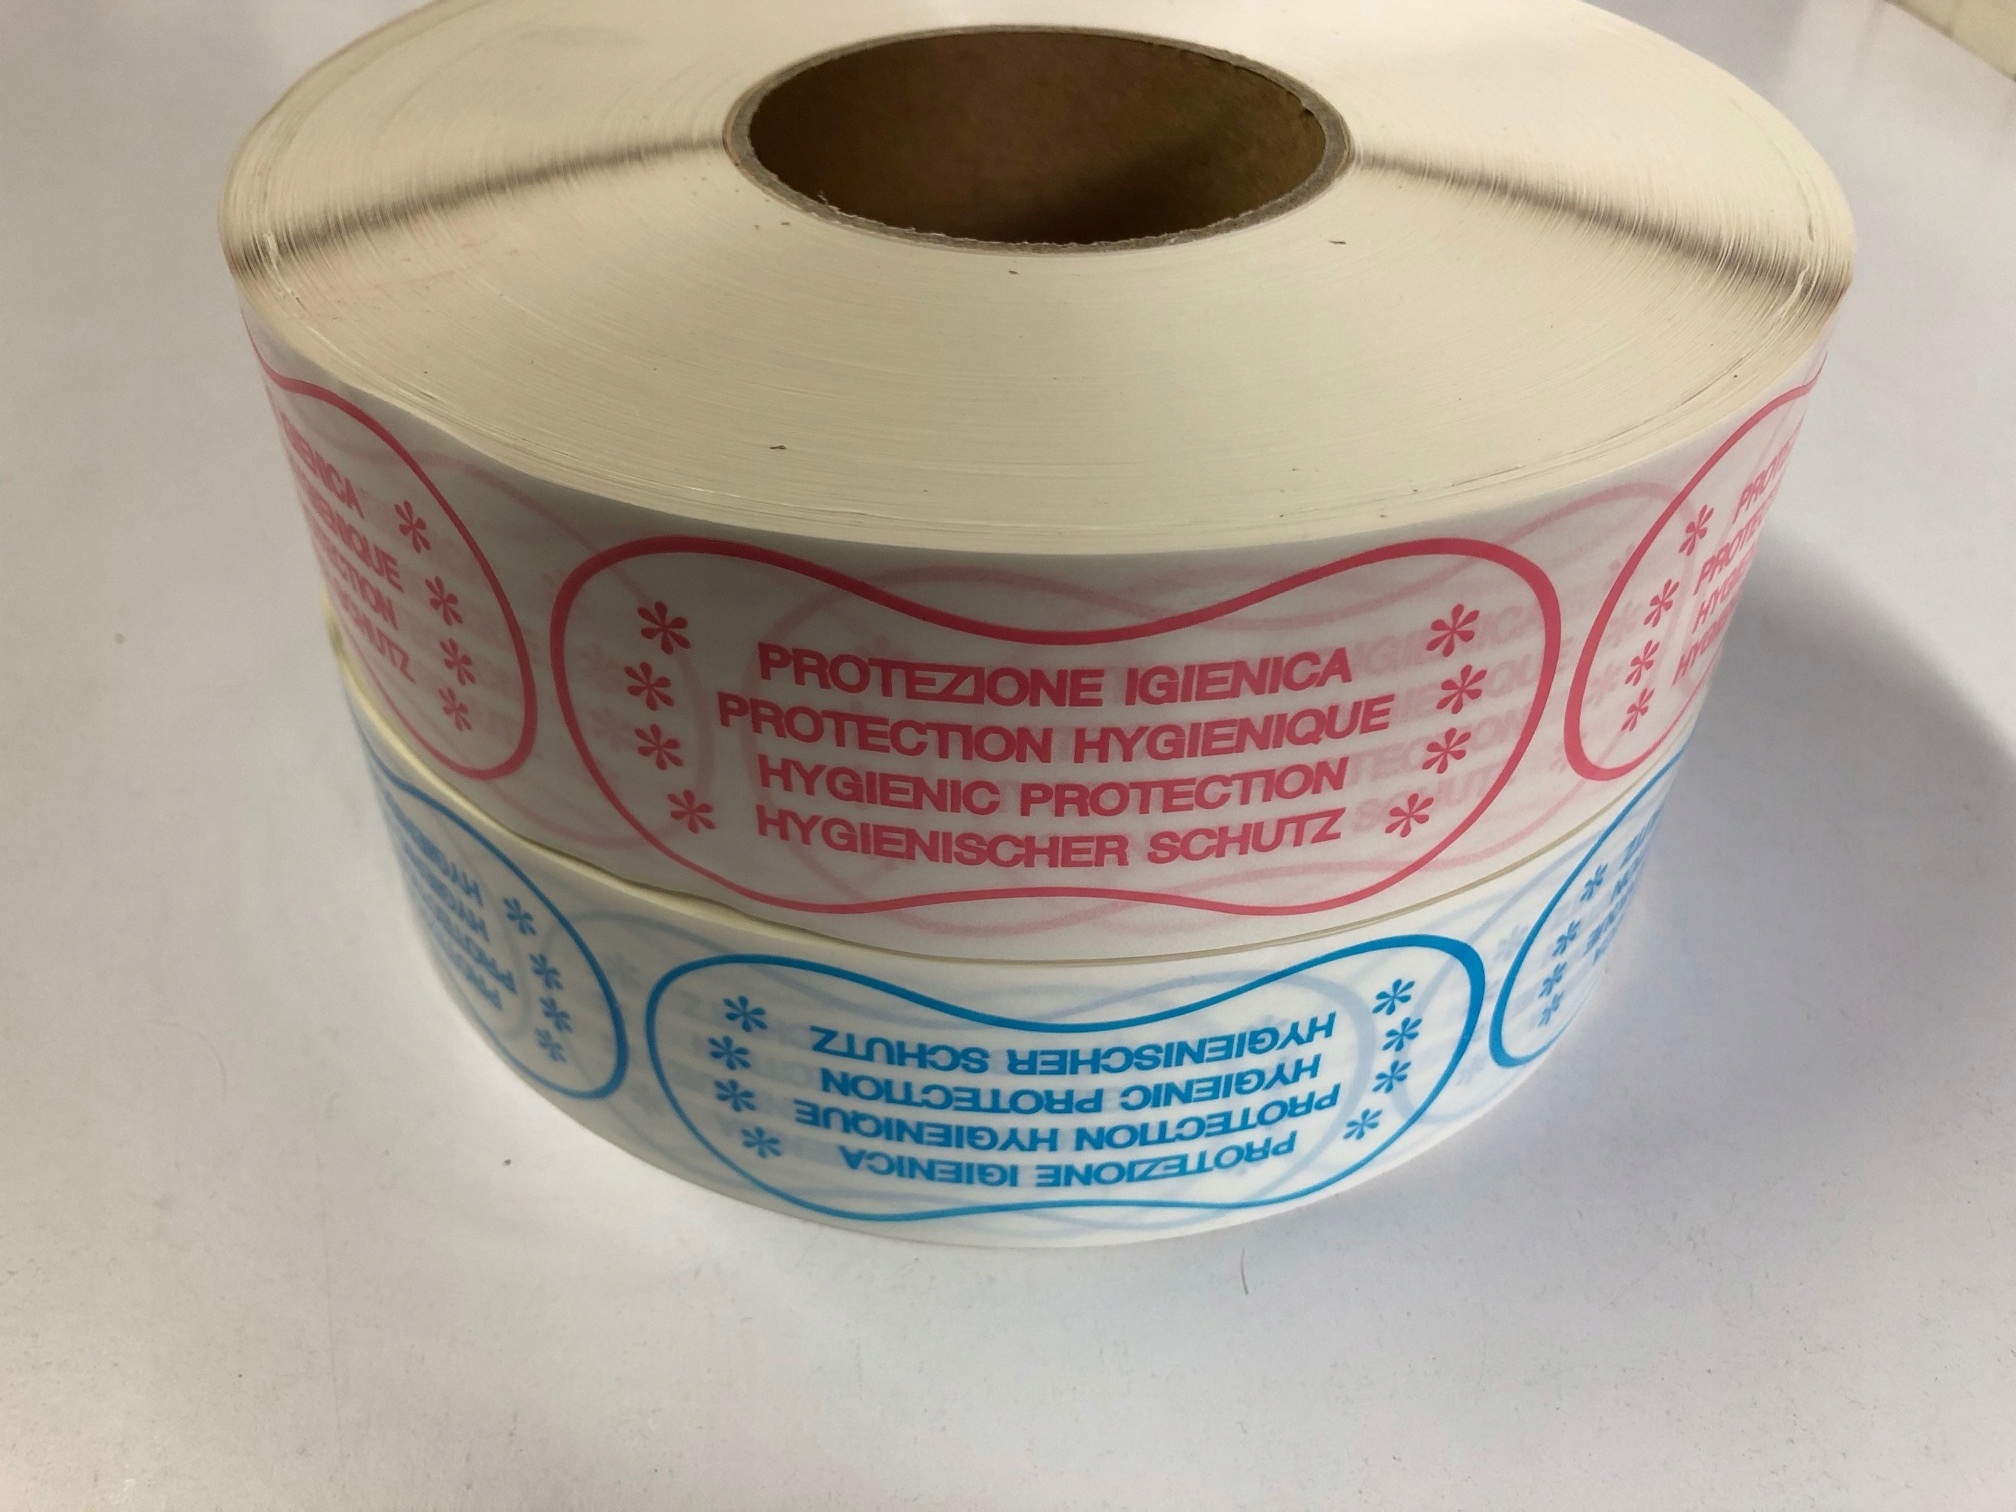 PROTEZIONE IGIENICA
PROTECTION HYGIENIQUE
HYGIENIC PROTECTION
HYGIENISCHER SCHUTZ
PROTEZIONE IGIENICA
PROTECTION HYGIENIQUE
HYGIENIC PROTECTION
HYGIENISCHER SCHUTZ